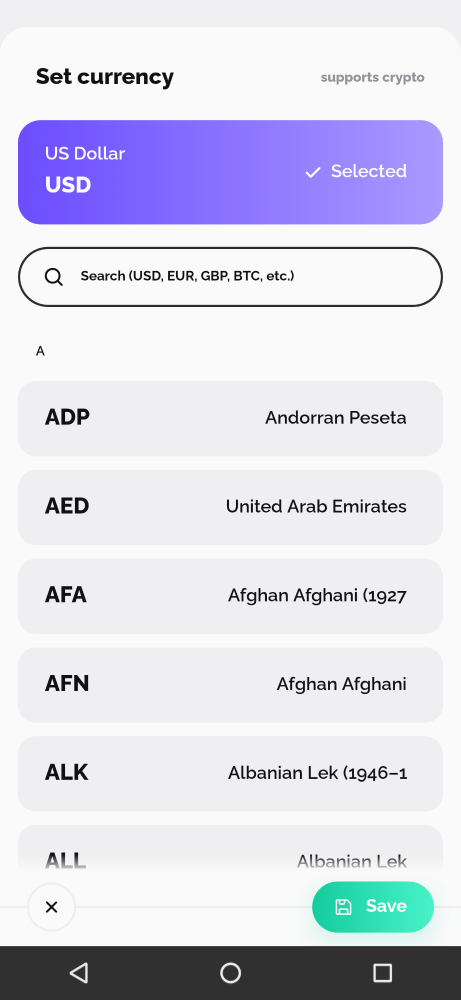 Set currency
supports crypto
US Dollar
USD
Selected
Search (USD, EUR, GBP, BTC, etc.)
A
ADP
Andorran Peseta
AED
United Arab Emirates
AFA
Afghan Afghani (1927
AFN
Afghan Afghani
ALK
Albanian Lek (1946–1
ALL
Albanian Lek
Save